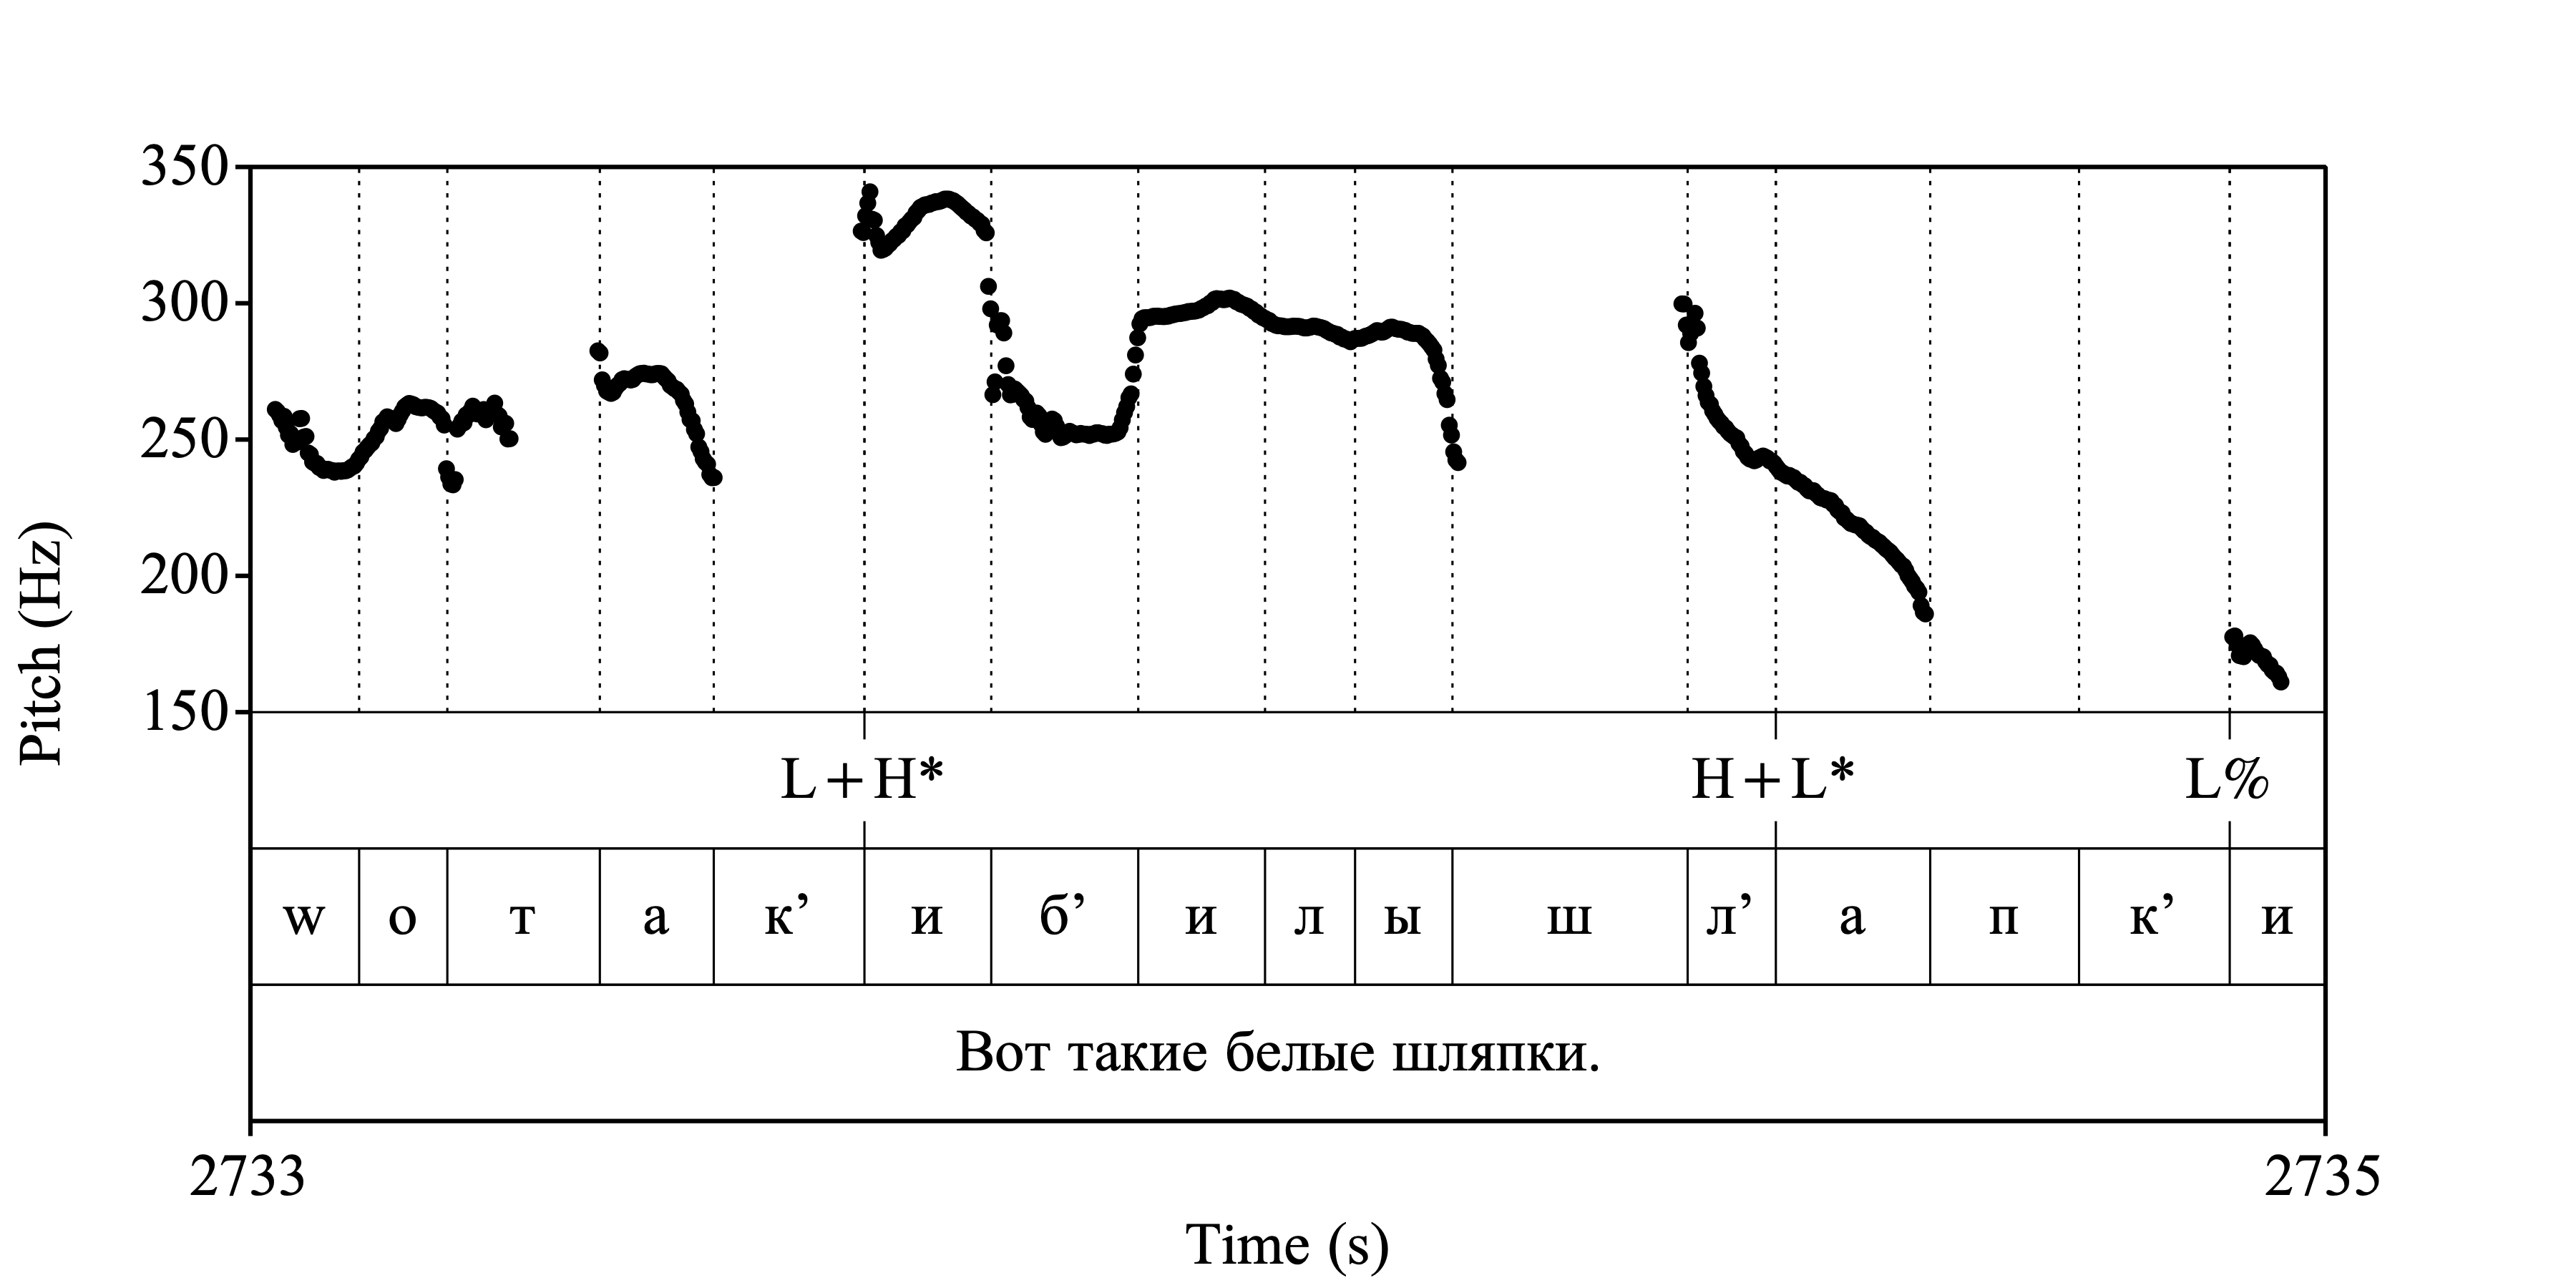 350
300
250
200
150
Pitch (Hz)
L+H* H+L* L%
w о т а к’ и б’ и л ы ш л’ а п к’ и
Вот такие белые шляпки.
2733 2735
Time (s)